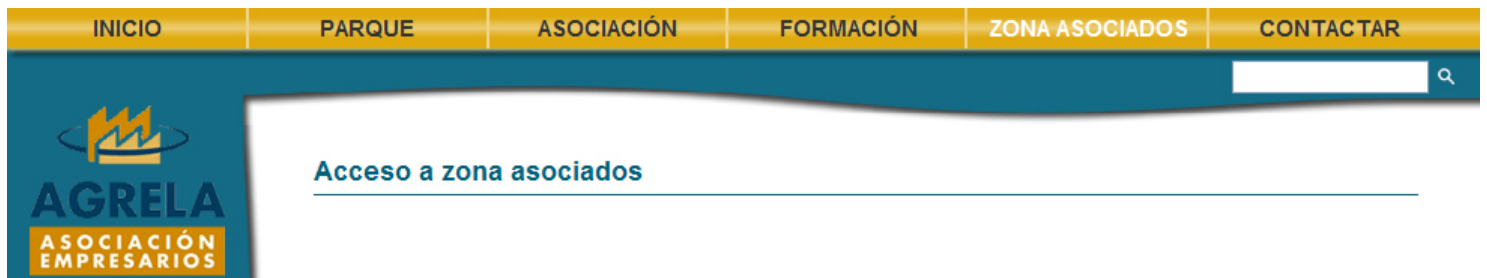 INICIO PARQUE ASOCIACIÓN FORMACIÓN ZONA ASOCIADOS CONTACTAR
Acceso a zona asociados
AGRELA
ASOCIACIÓN
EMPRESARIOS